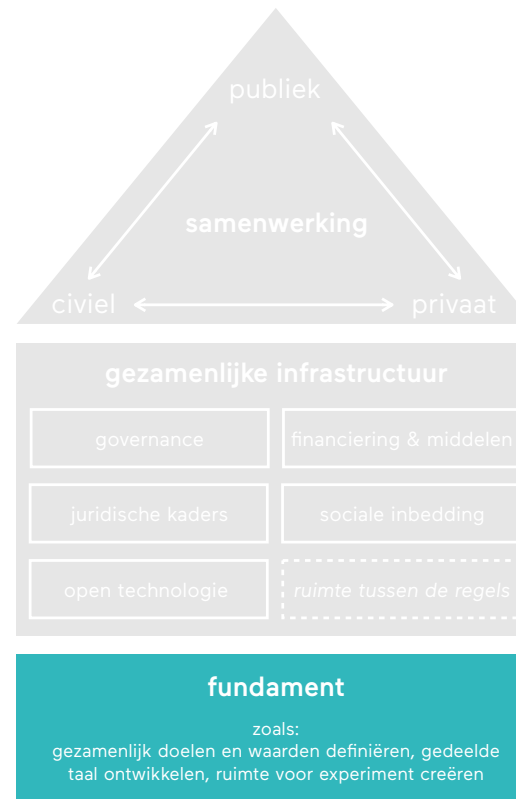 publiek
samenwerking
civiel
privaat
gezamenlijke infrastructuur
governance
financiering & middelen
juridische kaders
sociale inbedding
open technologie
ruimte tussen de regels
fundament
zoals:
gezamenlijk doelen en waarden definiëren, gedeelde
taal ontwikkelen, ruimte voor experiment creëren